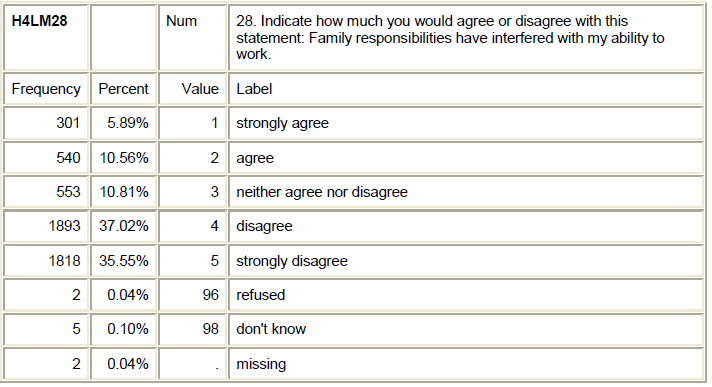 H4LM28 Num 28. Indicate how much you would agree or disagree with this
statement: Family responsibilities have interfered with my ability to
work.
Frequency Percent Value Label
301 5.89% 1 strongly agree
540 10.56% 2 agree
553 10.81% 3 neither agree nor disagree
1893 37.02% 4 disagree
1818 35.55% 5 strongly disagree
2 0.04% 96 refused
5 0.10% 98 don't know
2 0.04% . missing